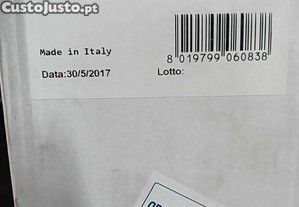 Custojusto.pt
Made in Italy
8 019799 060838
Data:30/5/2017 Lotto: